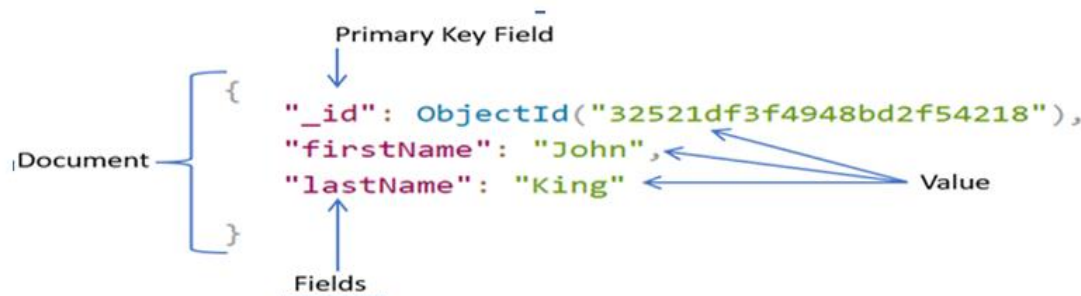 Primary Key Field
{
"_id": ObjectId("32521df3f4948bd2f54218"),
"firstName": "John",
Document
"lastName": "King"
Value
}
Fields